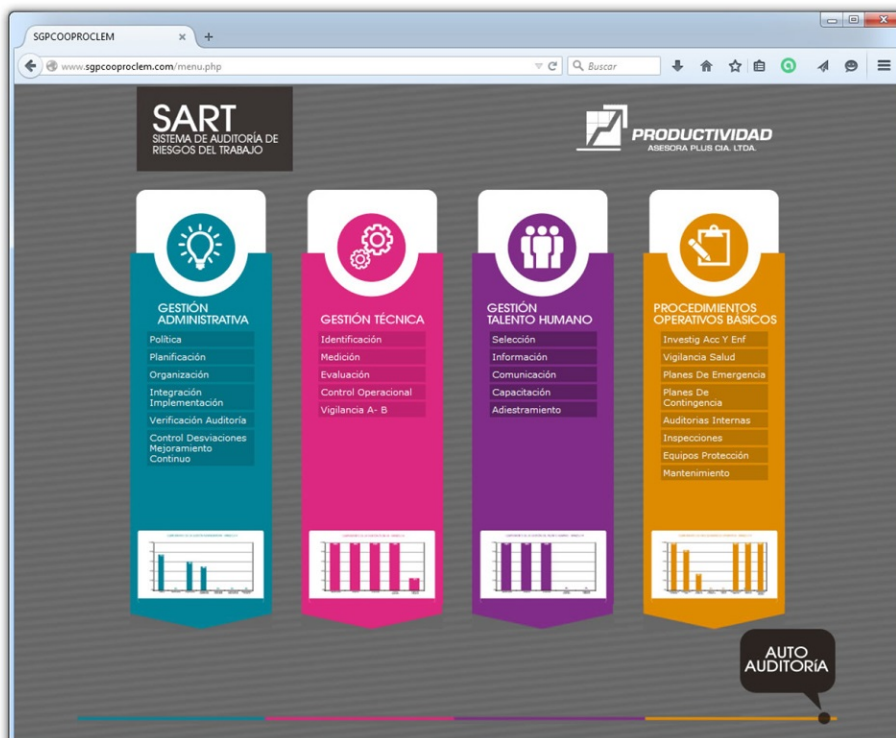 SGPCOOPROCLEM
www.sgpcooproclem.com/menu.php
Buscar
SART
SISTEMA DE AUDITORÍA DE
RIESGOS DEL TRABAJO
PRODUCTIVIDAD
ASESORA PLUS CIA. LTDA.
GESTIÓN
ADMINISTRATIVA
Política
Planificación
Organización
Integración
Implementación
Verificación Auditoría
Control Desviaciones
Mejoramiento
Continuo
GESTIÓN TÉCNICA
Identificación
Medición
Evaluación
Control Operacional
Vigilancia A- B
GESTIÓN
TALENTO HUMANO
Selección
Información
Comunicación
Capacitación
Adiestramiento
PROCEDIMIENTOS
OPERATIVOS BÁSICOS
Investig Acc Y Enf
Vigilancia Salud
Planes De Emergencia
Planes De
Contingencia
Auditorias Internas
Inspecciones
Equipos Protección
Mantenimiento
AUTO
AUDITORíA